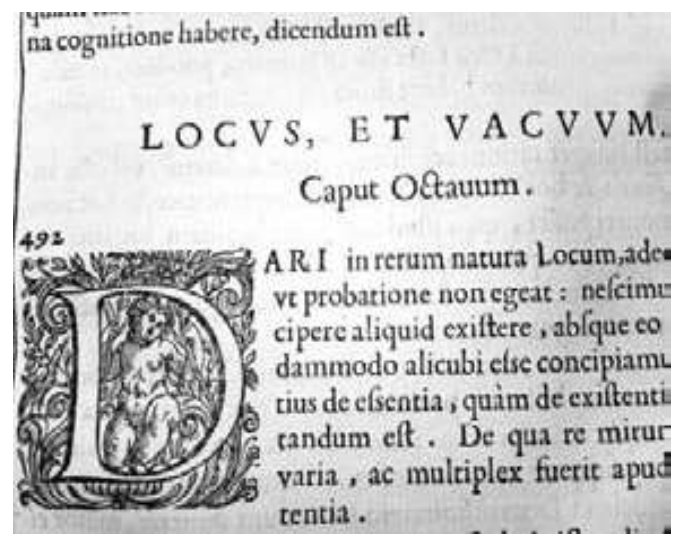 na cognitione habere, dicendum est .
LOCVS, ET VACVVM.
Caput Octauum .
492
DARI in rerum natura Locum, ade
vt probatione non egeat : nescimu
cipere aliquid existere , absque eo
dammodo alicubi esse concipiamu
tius de essentia , quàm de existenti
tandum est . De qua re mirum
varia , ac multiplex fuerit apud
tentia .